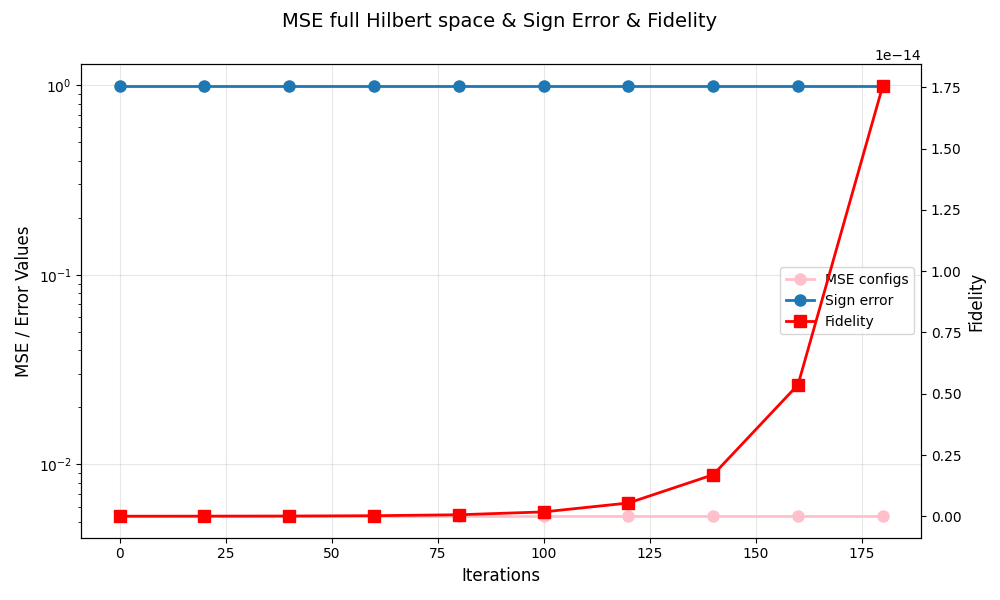 MSE full Hilbert space & Sign Error & Fidelity
1e−14
10⁰
10⁻¹
10⁻²
MSE / Error Values
1.75
1.50
1.25
1.00
0.75
0.50
0.25
0.00
Fidelity
MSE configs
Sign error
Fidelity
0 25 50 75 100 125 150 175
Iterations